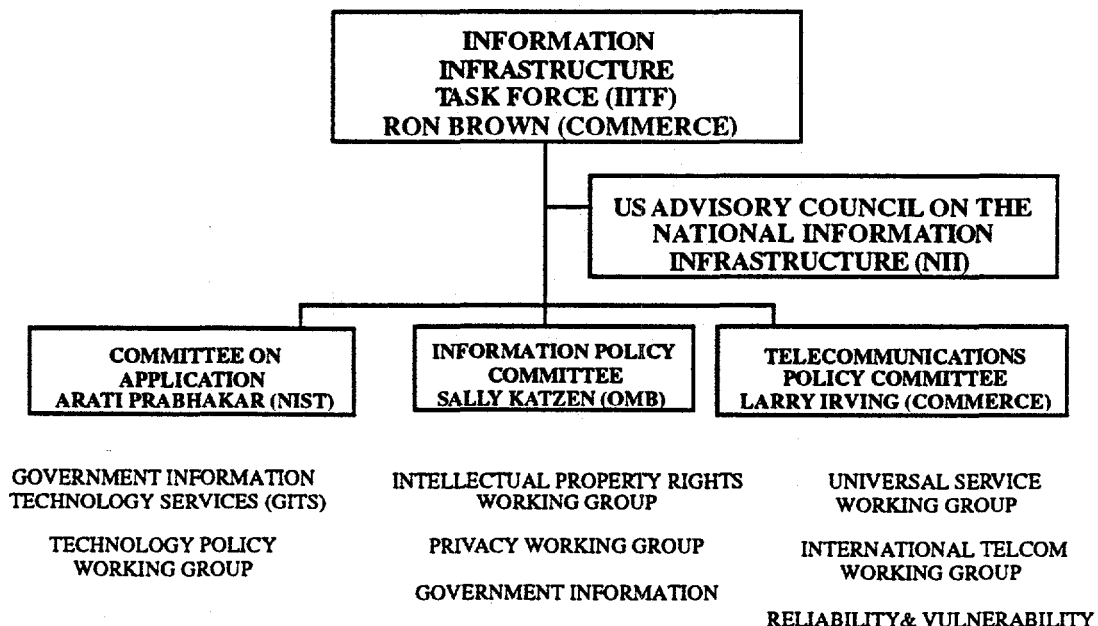 INFORMATION
INFRASTRUCTURE
TASK FORCE (IITF)
RON BROWN (COMMERCE)
US ADVISORY COUNCIL ON THE
NATIONAL INFORMATION
INFRASTRUCTURE (NII)
COMMITTEE ON
APPLICATION
ARATI PRABHAKAR (NIST)
INFORMATION POLICY
COMMITTEE
SALLY KATZEN (OMB)
TELECOMMUNICATIONS
POLICY COMMITTEE
LARRY IRVING (COMMERCE)
GOVERNMENT INFORMATION
TECHNOLOGY SERVICES (GITS)
TECHNOLOGY POLICY
WORKING GROUP
INTELLECTUAL PROPERTY RIGHTS
WORKING GROUP
PRIVACY WORKING GROUP
GOVERNMENT INFORMATION
UNIVERSAL SERVICE
WORKING GROUP
INTERNATIONAL TELCOM
WORKING GROUP
RELIABILITY & VULNERABILITY